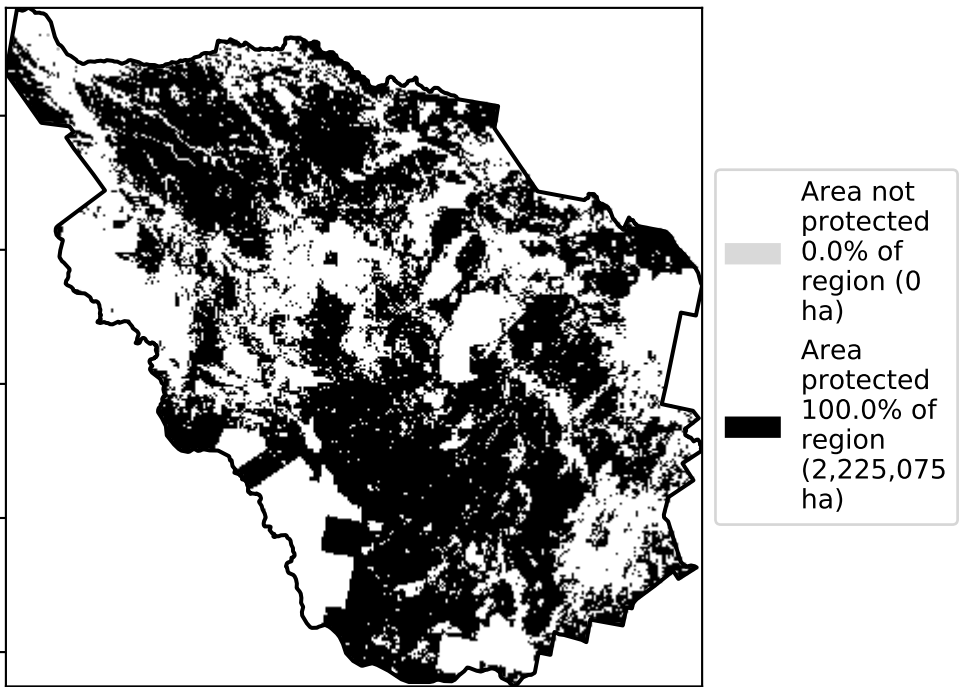 Area not
protected
0.0% of
region (0
ha)
Area
protected
100.0% of
region
(2,225,075
ha)